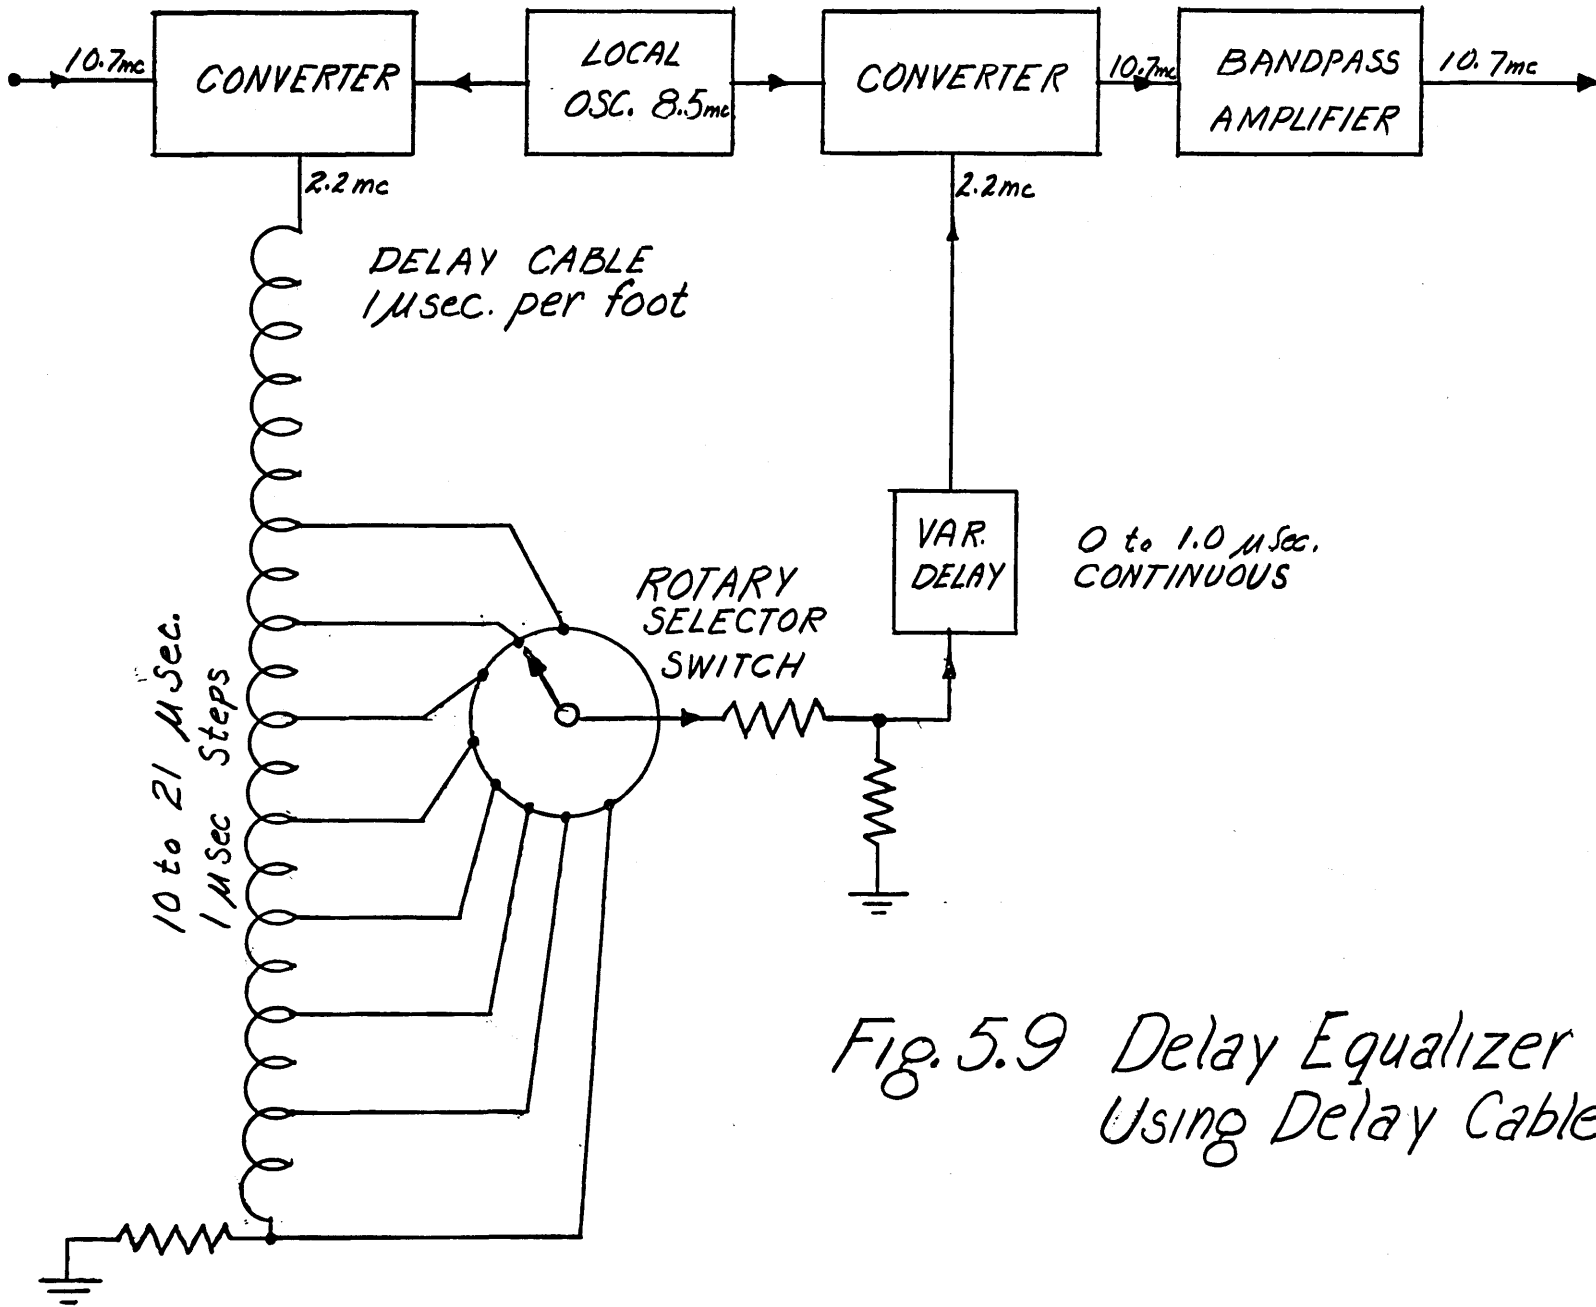 10.7mc
CONVERTER
LOCAL
OSC. 8.5mc
CONVERTER
10.7mc
BANDPASS
AMPLIFIER
10.7mc
2.2mc
2.2mc
DELAY CABLE
1 µsec. per foot
VAR.
DELAY
0 to 1.0 µSec.
CONTINUOUS
ROTARY
SELECTOR
SWITCH
10 to 21 µSec.
1 µSec Steps
Fig. 5.9 Delay Equalizer
Using Delay Cable